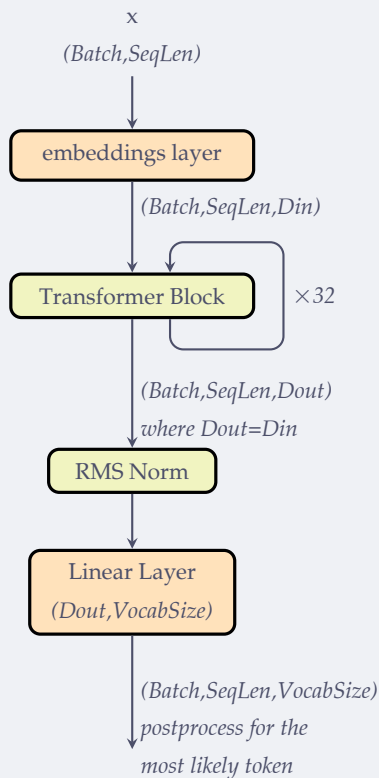 x
(Batch,SeqLen)
embeddings layer
(Batch,SeqLen,Din)
Transformer Block
×32
(Batch,SeqLen,Dout)
where Dout=Din
RMS Norm
Linear Layer
(Dout,VocabSize)
(Batch,SeqLen,VocabSize)
postprocess for the
most likely token